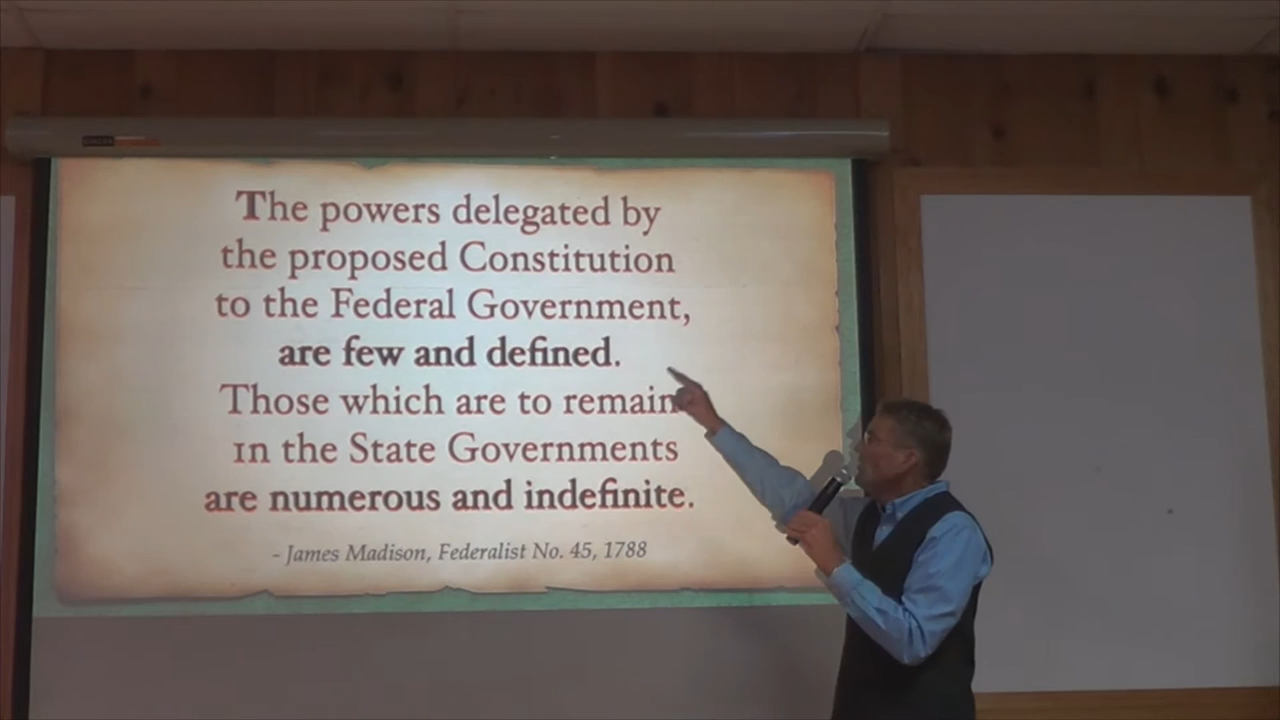 The powers delegated by
the proposed Constitution
to the Federal Government,
are few and defined.
Those which are to remain
in the State Governments
are numerous and indefinite.
- James Madison, Federalist No. 45, 1788